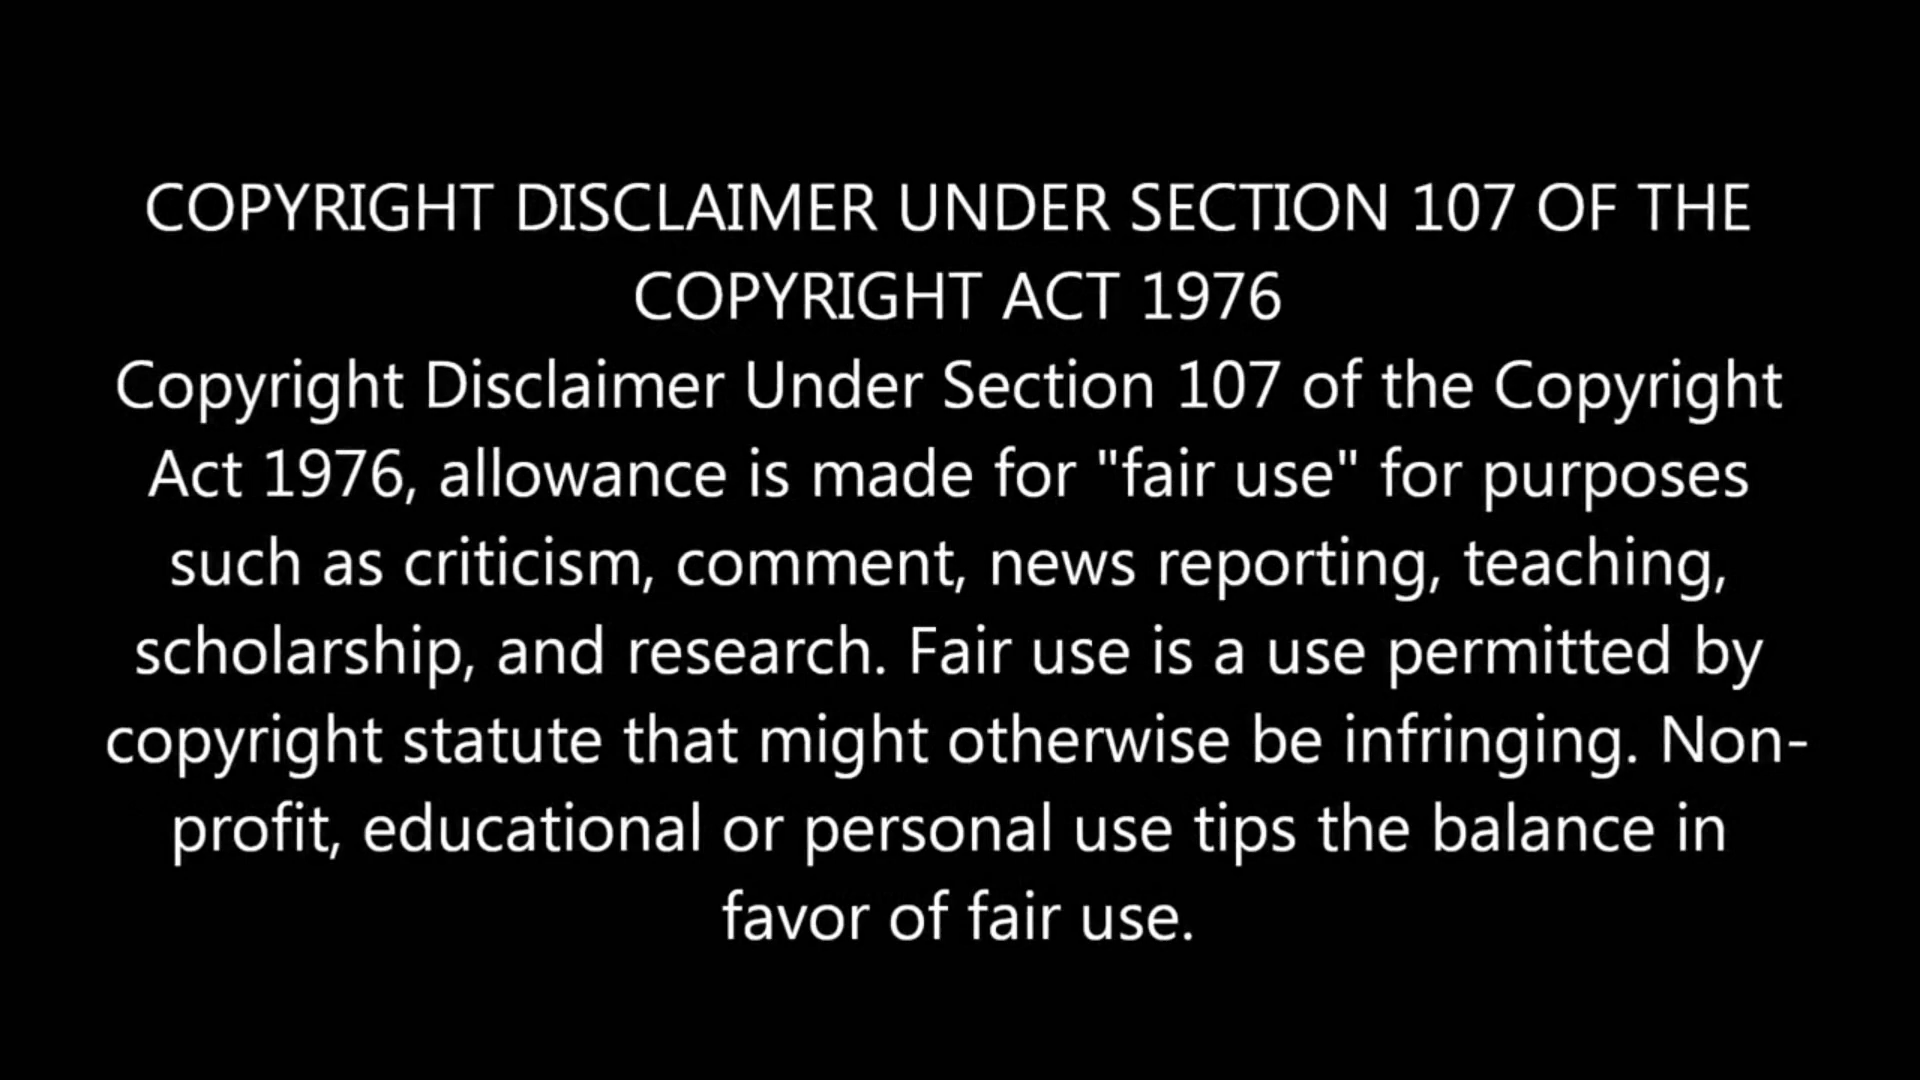 COPYRIGHT DISCLAIMER UNDER SECTION 107 OF THE
COPYRIGHT ACT 1976
Copyright Disclaimer Under Section 107 of the Copyright
Act 1976, allowance is made for "fair use" for purposes
such as criticism, comment, news reporting, teaching,
scholarship, and research. Fair use is a use permitted by
copyright statute that might otherwise be infringing. Non-
profit, educational or personal use tips the balance in
favor of fair use.